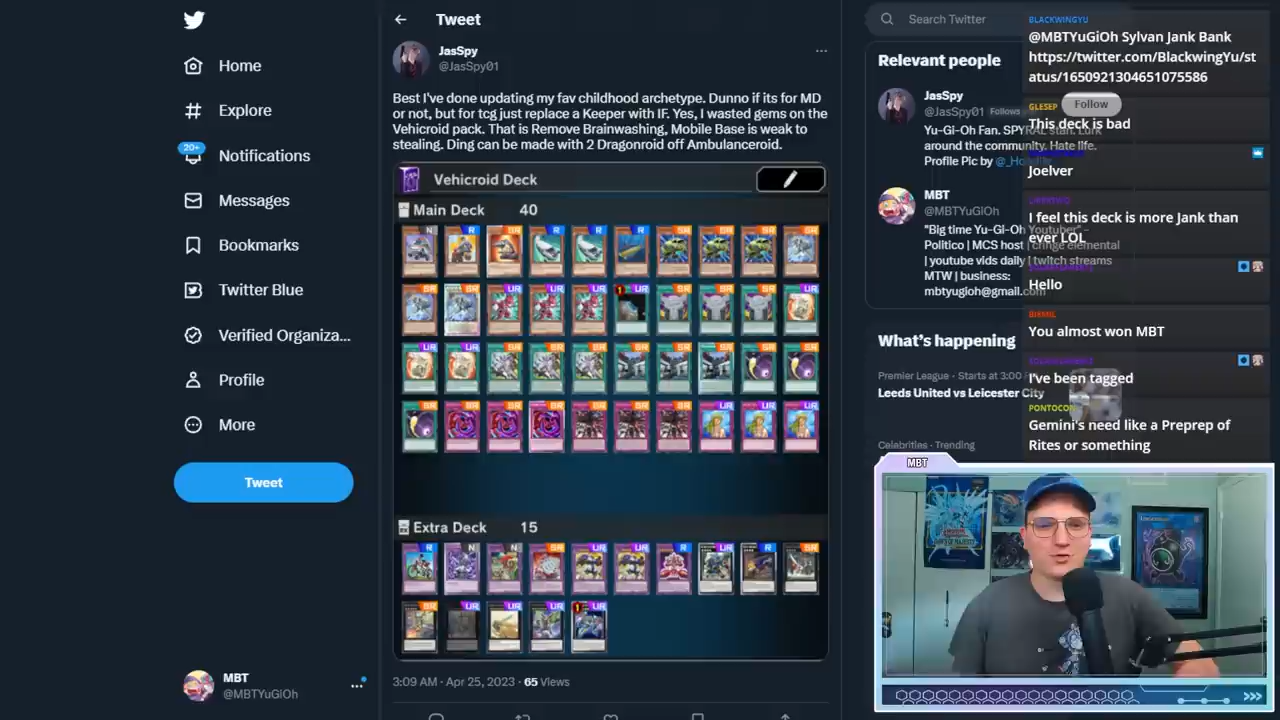 Tweet
Search Twitter
Home
Explore
20+
Notifications
Messages
Bookmarks
Twitter Blue
Verified Organiza...
Profile
More
Tweet
MBT
@MBTYuGiOh
JasSpy
@JasSpy01
Best I've done updating my fav childhood archetype. Dunno if its for MD
or not, but for tcg just replace a Keeper with IF. Yes, I wasted gems on the
Vehicroid pack. That is Remove Brainwashing, Mobile Base is weak to
stealing. Ding can be made with 2 Dragonroid off Ambulanceroid.
Vehicroid Deck
Main Deck 40
Extra Deck 15
3:09 AM · Apr 25, 2023 · 65 Views
Relevant people
JasSpy
@JasSpy01 Follows
Follow
Yu-Gi-Oh Fan. SPYRAL stan. Lurk
around the community. Hate life.
Profile Pic by
MBT
@MBTYuGiOh
"Big time Yu-Gi-Oh Youtuber" -
Politico | MCS host | cringe elemental
| youtube vids daily | twitch streams
MTW | business:
mbtyugioh@gmail.com
What's happening
Premier League · Starts at 3:00
Leeds United vs Leicester City
Celebrities · Trending
BLACKWINGYU
@MBTYuGiOh Sylvan Jank Bank
https://twitter.com/BlackwingYu/st
atus/1650921304651075586
GLESEP
This deck is bad
Joelver
I feel this deck is more Jank than
ever LOL
Hello
You almost won MBT
I've been tagged
Gemini's need like a Preprep of
Rites or something
MBT